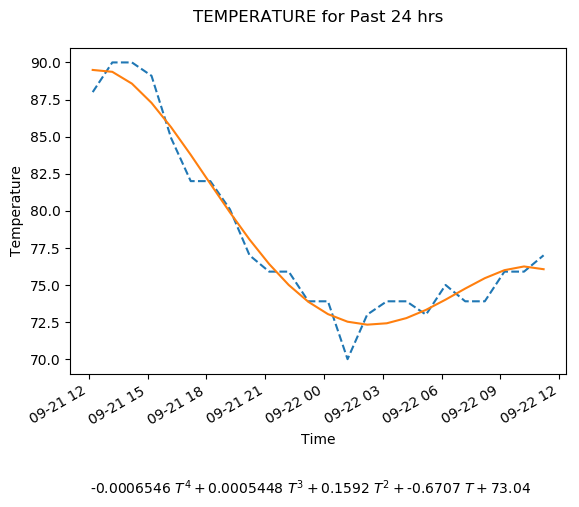 TEMPERATURE for Past 24 hrs
90.0
87.5
85.0
82.5
80.0
77.5
75.0
72.5
70.0
Temperature
09-21 12 09-21 15 09-21 18 09-21 21 09-22 00 09-22 03 09-22 06 09-22 09 09-22 12
Time
-0.0006546 T⁴ + 0.0005448 T³ + 0.1592 T² + -0.6707 T + 73.04